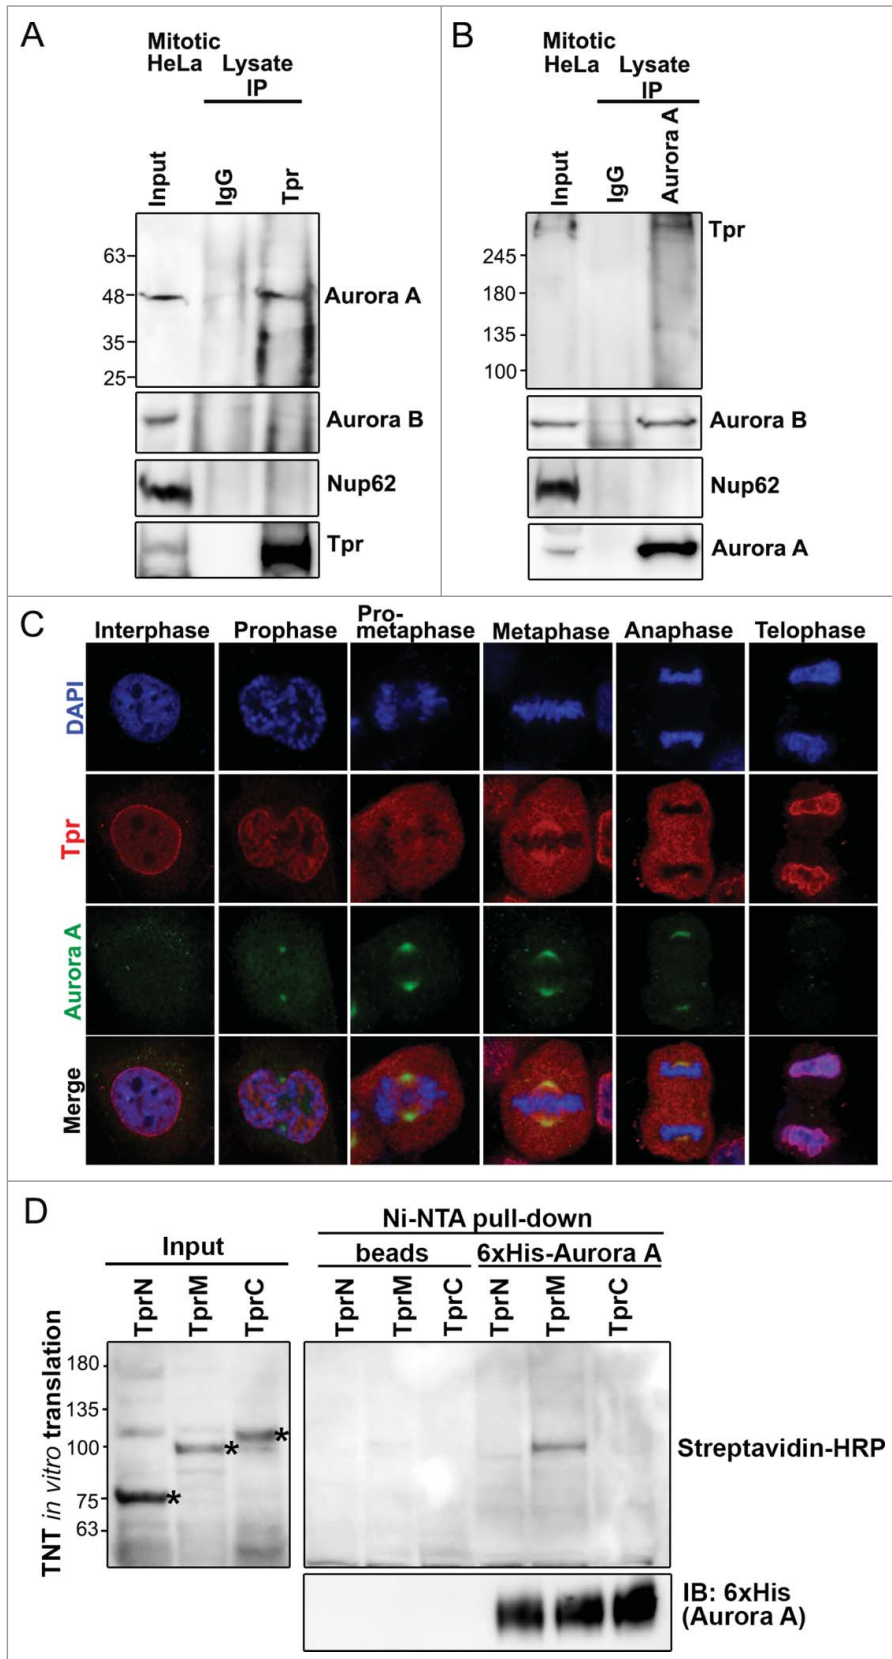 A
Mitotic
HeLa Lysate
IP
Input
IgG
Tpr
63
48
35
25
Aurora A
Aurora B
Nup62
Tpr
B
Mitotic
HeLa Lysate
IP
Input
IgG
Aurora A
245
180
135
100
Tpr
Aurora B
Nup62
Aurora A
C
Interphase
Prophase
Pro-
metaphase
Metaphase
Anaphase
Telophase
DAPI
Tpr
Aurora A
Merge
D
Input
Ni-NTA pull-down
beads
6xHis-Aurora A
TprN
TprM
TprC
TprN
TprM
TprC
TprN
TprM
TprC
TNT in vitro translation
180
135
100
75
63
*
*
*
Streptavidin-HRP
IB: 6xHis
(Aurora A)